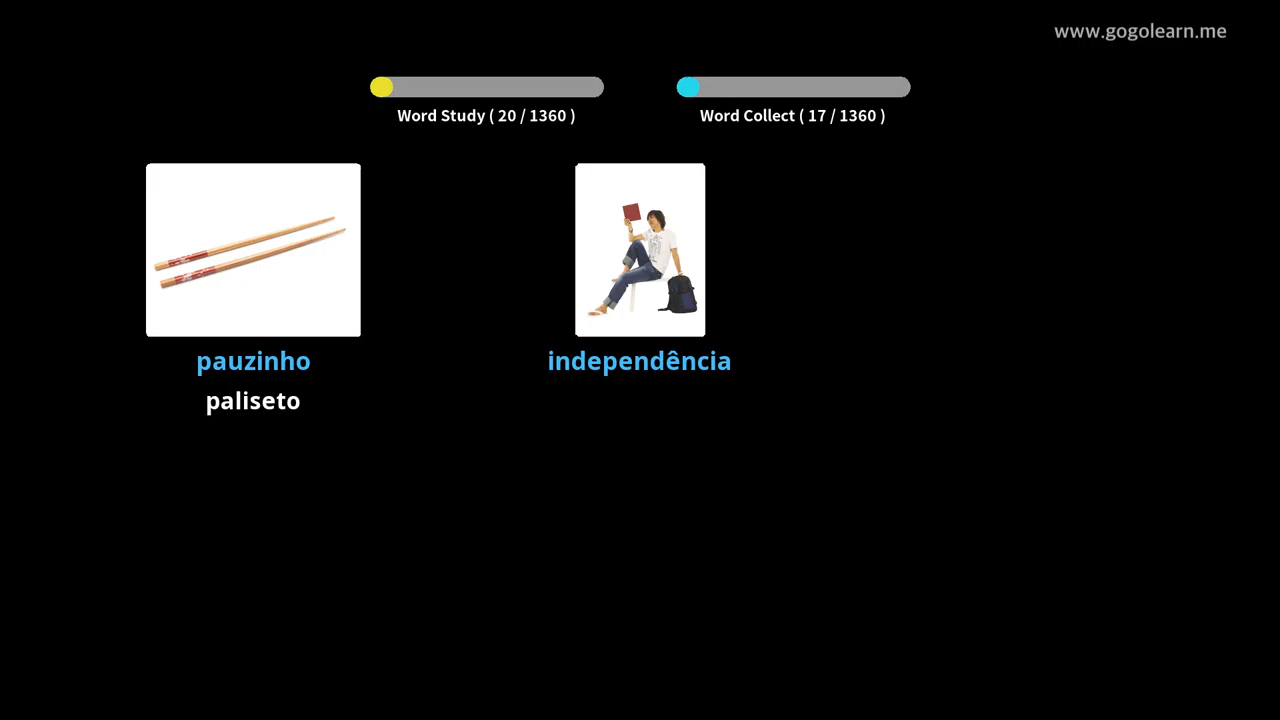 www.gogolearn.me
Word Study ( 20 / 1360 )
Word Collect ( 17 / 1360 )
pauzinho
independência
paliseto